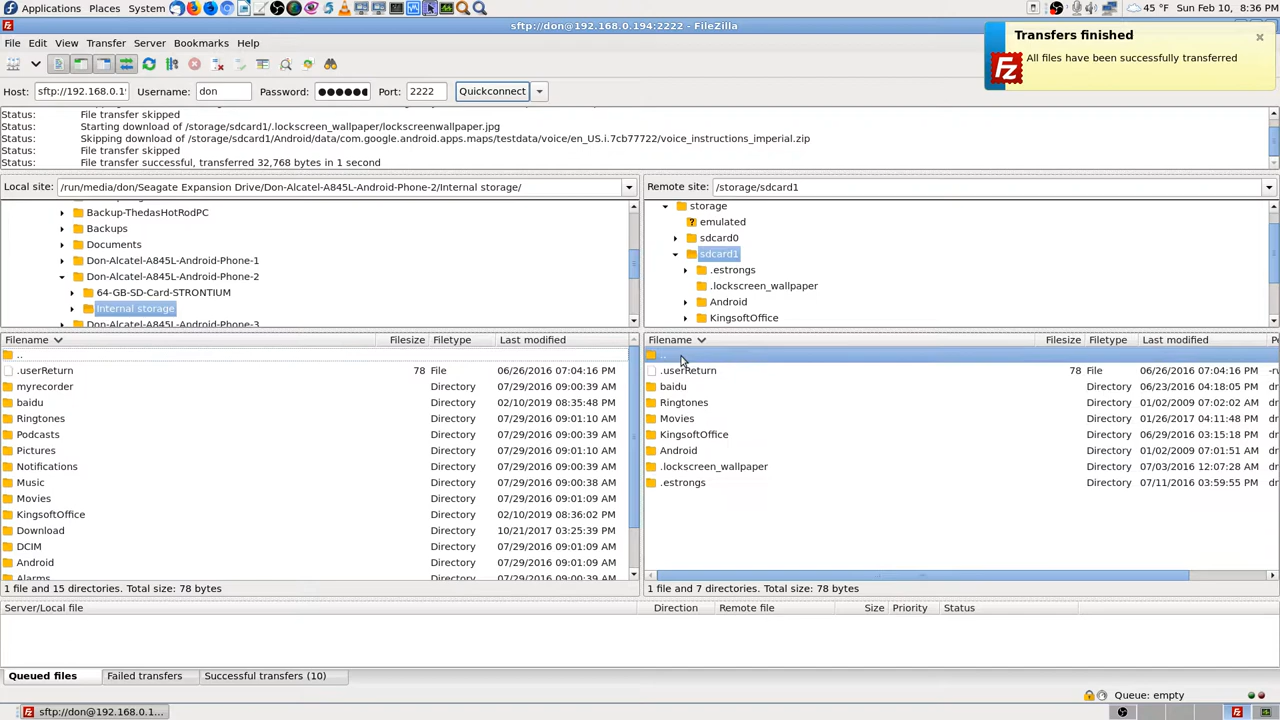 Applications Places System 45 °F Sun Feb 10, 8:36 PM
sftp://don@192.168.0.194:2222 - FileZilla
File Edit View Transfer Server Bookmarks Help
Transfers finished
All files have been successfully transferred
Host: sftp://192.168.0.1 Username: don Password: ●●●●●● Port: 2222 Quickconnect
Status: File transfer skipped
Status: Starting download of /storage/sdcard1/.lockscreen_wallpaper/lockscreenwallpaper.jpg
Status: Skipping download of /storage/sdcard1/Android/data/com.google.android.apps.maps/testdata/voice/en_US.i.7cb77722/voice_instructions_imperial.zip
Status: File transfer skipped
Status: File transfer successful, transferred 32,768 bytes in 1 second
Local site: /run/media/don/Seagate Expansion Drive/Don-Alcatel-A845L-Android-Phone-2/Internal storage/
Backup-ThedasHotRodPC
Backups
Documents
Don-Alcatel-A845L-Android-Phone-1
Don-Alcatel-A845L-Android-Phone-2
64-GB-SD-Card-STRONTIUM
Internal storage
Don-Alcatel-A845L-Android-Phone-3
Remote site: /storage/sdcard1
storage
emulated
sdcard0
sdcard1
.estrongs
.lockscreen_wallpaper
Android
KingsoftOffice
Filename Filesize Filetype Last modified
..
.userReturn 78 File 06/26/2016 07:04:16 PM
myrecorder Directory 07/29/2016 09:00:39 AM
baidu Directory 02/10/2019 08:35:48 PM
Ringtones Directory 07/29/2016 09:01:10 AM
Podcasts Directory 07/29/2016 09:00:39 AM
Pictures Directory 07/29/2016 09:01:10 AM
Notifications Directory 07/29/2016 09:00:39 AM
Music Directory 07/29/2016 09:00:38 AM
Movies Directory 07/29/2016 09:01:09 AM
KingsoftOffice Directory 02/10/2019 08:36:02 PM
Download Directory 10/21/2017 03:25:39 PM
DCIM Directory 07/29/2016 09:01:09 AM
Android Directory 07/29/2016 09:01:09 AM
Alarms Directory 07/29/2016 09:00:39 AM
1 file and 15 directories. Total size: 78 bytes
Filename Filesize Filetype Last modified
..
.userReturn 78 File 06/26/2016 07:04:16 PM
baidu Directory 06/23/2016 04:18:05 PM
Ringtones Directory 01/02/2009 07:02:02 AM
Movies Directory 01/26/2017 04:11:48 PM
KingsoftOffice Directory 06/29/2016 03:15:18 PM
Android Directory 01/02/2009 07:01:51 AM
.lockscreen_wallpaper Directory 07/03/2016 12:07:28 AM
.estrongs Directory 07/11/2016 03:59:55 PM
1 file and 7 directories. Total size: 78 bytes
Server/Local file Direction Remote file Size Priority Status
Queued files Failed transfers Successful transfers (10)
Queue: empty
sftp://don@192.168.0.1...